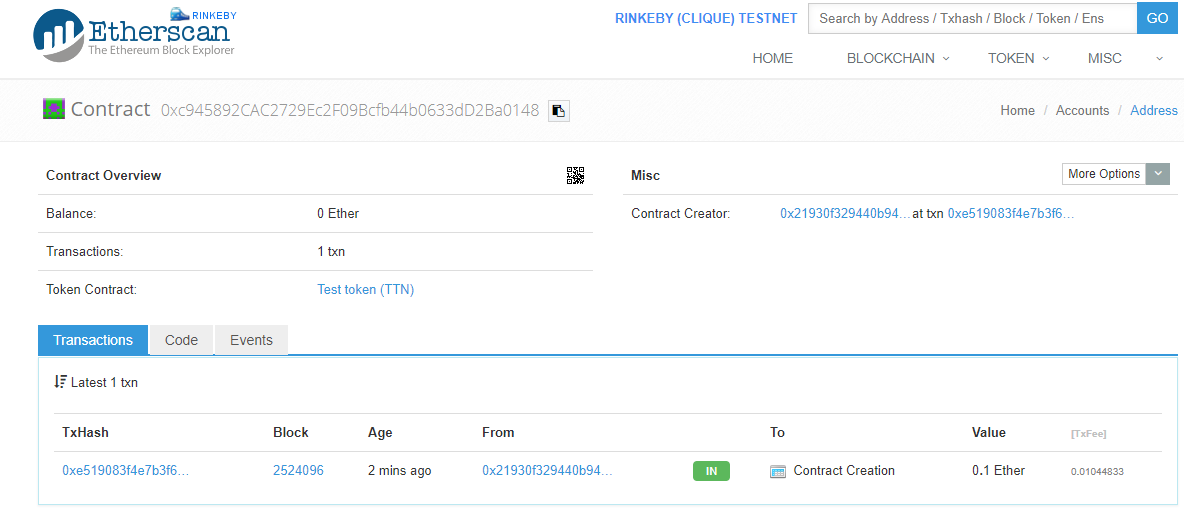 RINKEBY
Etherscan
The Ethereum Block Explorer
RINKEBY (CLIQUE) TESTNET Search by Address / Txhash / Block / Token / Ens GO
HOME BLOCKCHAIN TOKEN MISC
Contract 0xc945892CAC2729Ec2F09Bcfb44b0633dD2Ba0148
Home / Accounts / Address
Contract Overview
Balance: 0 Ether
Transactions: 1 txn
Token Contract: Test token (TTN)
Misc More Options
Contract Creator: 0x21930f329440b94... at txn 0xe519083f4e7b3f6...
Transactions Code Events
Latest 1 txn
TxHash Block Age From To Value [TxFee]
0xe519083f4e7b3f6... 2524096 2 mins ago 0x21930f329440b94... IN Contract Creation 0.1 Ether 0.01044833